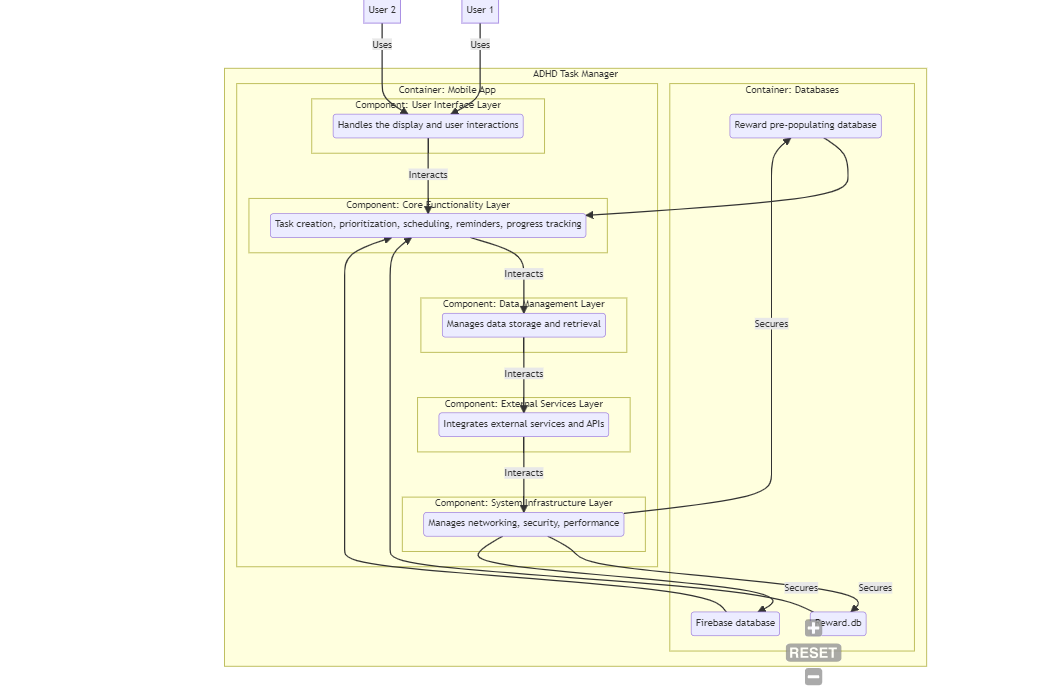 User 2
User 1
Uses
Uses
ADHD Task Manager
Container: Mobile App
Container: Databases
Component: User Interface Layer
Handles the display and user interactions
Reward pre-populating database
Interacts
Component: Core Functionality Layer
Task creation, prioritization, scheduling, reminders, progress tracking
Interacts
Component: Data Management Layer
Manages data storage and retrieval
Secures
Interacts
Component: External Services Layer
Integrates external services and APIs
Interacts
Component: System Infrastructure Layer
Manages networking, security, performance
Secures
Secures
Firebase database
Reward.db
RESET